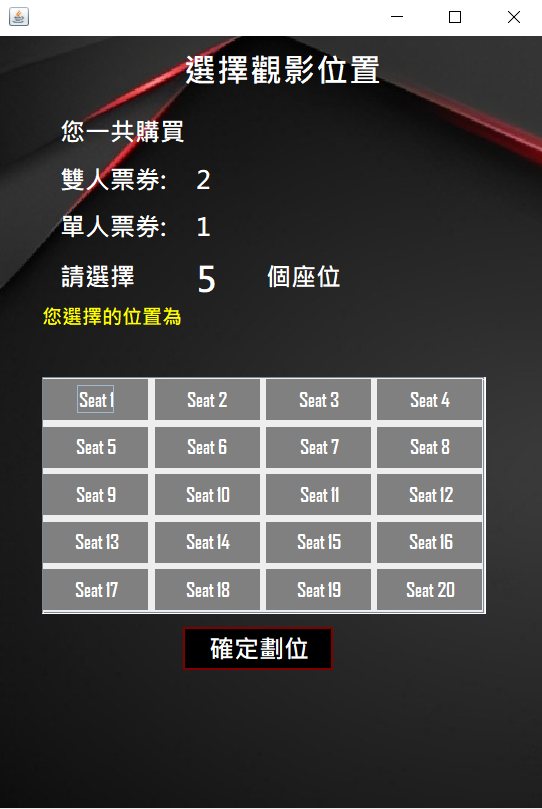 選擇觀影位置
您一共購買
雙人票券: 2
單人票券: 1
請選擇 5 個座位
您選擇的位置為
Seat 1 Seat 2 Seat 3 Seat 4
Seat 5 Seat 6 Seat 7 Seat 8
Seat 9 Seat 10 Seat 11 Seat 12
Seat 13 Seat 14 Seat 15 Seat 16
Seat 17 Seat 18 Seat 19 Seat 20
確定劃位